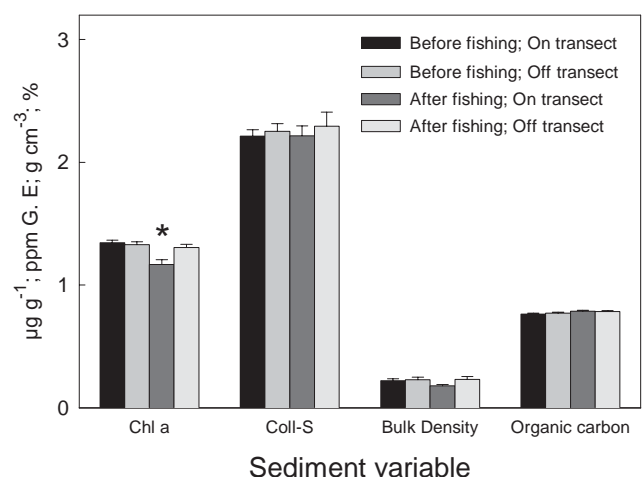 3
2
1
0
µg g⁻¹; ppm G. E; g cm⁻³; %
Before fishing; On transect
Before fishing; Off transect
After fishing; On transect
After fishing; Off transect
*
Chl a
Coll-S
Bulk Density
Organic carbon
Sediment variable